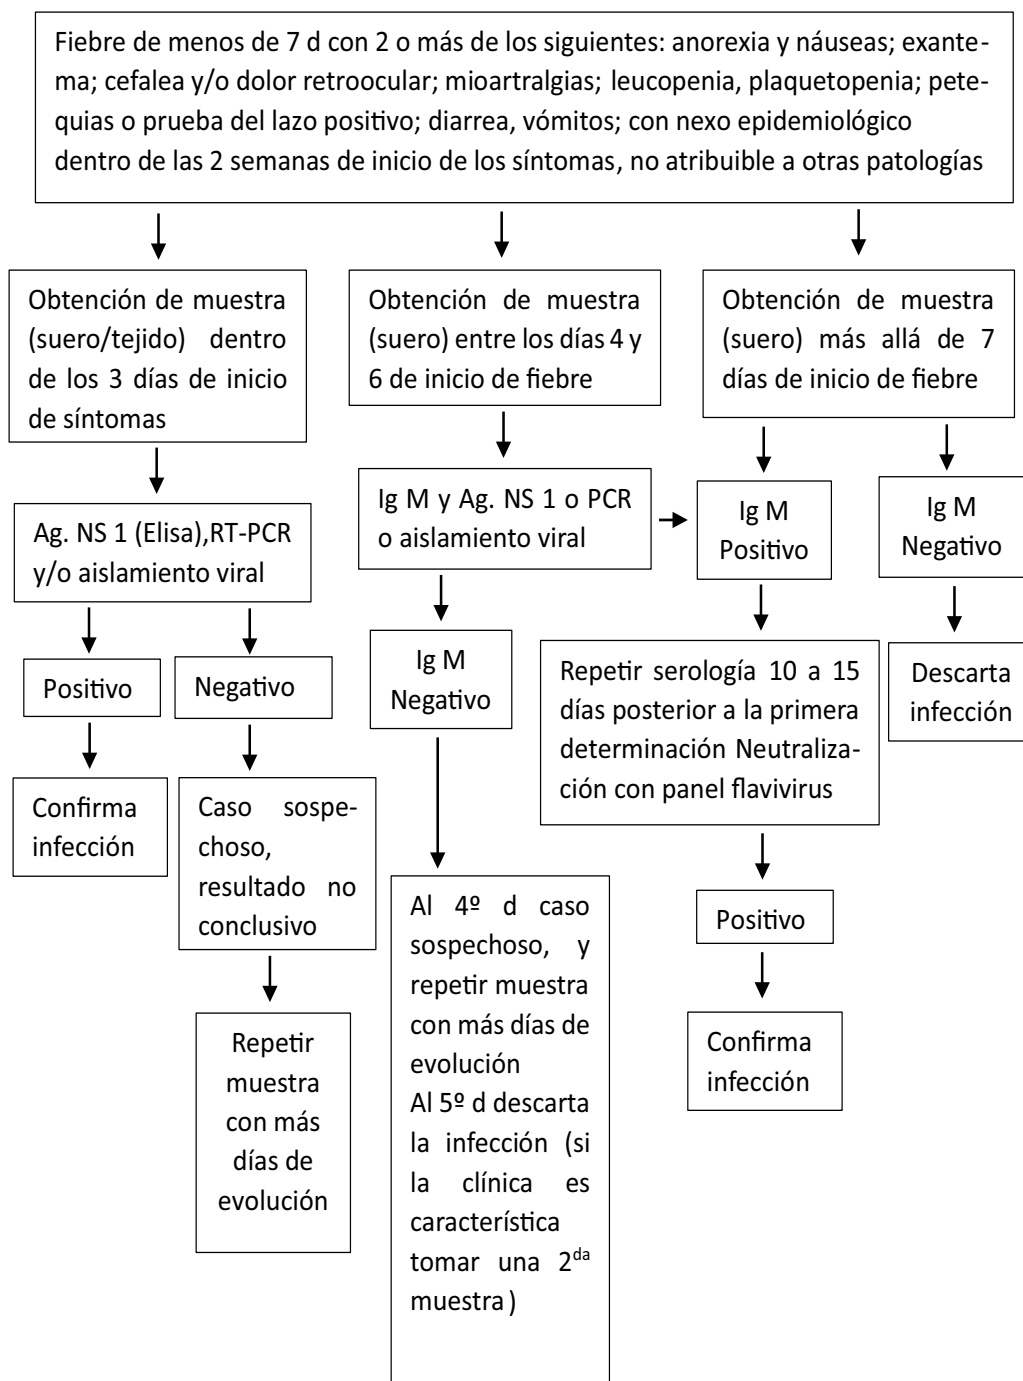 Fiebre de menos de 7 d con 2 o más de los siguientes: anorexia y náuseas; exante-
ma; cefalea y/o dolor retroocular; mioartralgias; leucopenia, plaquetopenia; pete-
quias o prueba del lazo positivo; diarrea, vómitos; con nexo epidemiológico
dentro de las 2 semanas de inicio de los síntomas, no atribuible a otras patologías
Obtención de muestra
(suero/tejido) dentro
de los 3 días de inicio
de síntomas
Obtención de muestra
(suero) entre los días 4 y
6 de inicio de fiebre
Obtención de muestra
(suero) más allá de 7
días de inicio de fiebre
Ag. NS 1 (Elisa),RT-PCR
y/o aislamiento viral
Ig M y Ag. NS 1 o PCR
o aislamiento viral
Ig M
Positivo
Ig M
Negativo
Positivo
Negativo
Ig M
Negativo
Repetir serología 10 a 15
días posterior a la primera
determinación Neutraliza-
ción con panel flavivirus
Descarta
infección
Confirma
infección
Caso sospe-
choso,
resultado no
conclusivo
Al 4º d caso
sospechoso, y
repetir muestra
con más días de
evolución
Al 5º d descarta
la infección (si
la clínica es
característica
tomar una 2da
muestra)
Positivo
Repetir
muestra
con más
días de
evolución
Confirma
infección